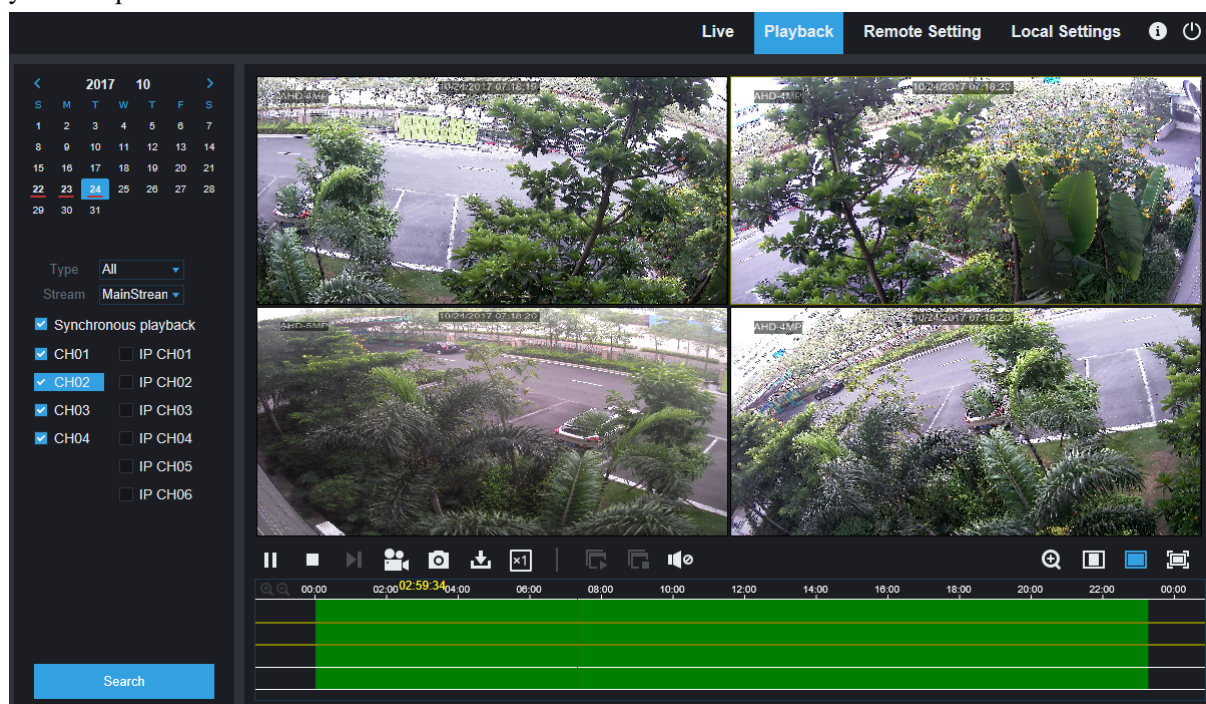 Live Playback Remote Setting Local Settings
2017 10
S M T W T F S
1 2 3 4 5 6 7
8 9 10 11 12 13 14
15 16 17 18 19 20 21
22 23 24 25 26 27 28
29 30 31
Type All
Stream MainStrean
Synchronous playback
CH01 IP CH01
CH02 IP CH02
CH03 IP CH03
CH04 IP CH04
IP CH05
IP CH06
Search
AHD-4MP 10/24/2017 07:18:19
AHD-4MP 10/24/2017 07:18:20
AHD-5MP 10/24/2017 07:18:20
AHD-4MP 10/24/2017 07:18:20
×1
00:00 02:00 02:59:34 04:00 06:00 08:00 10:00 12:00 14:00 16:00 18:00 20:00 22:00 00:00